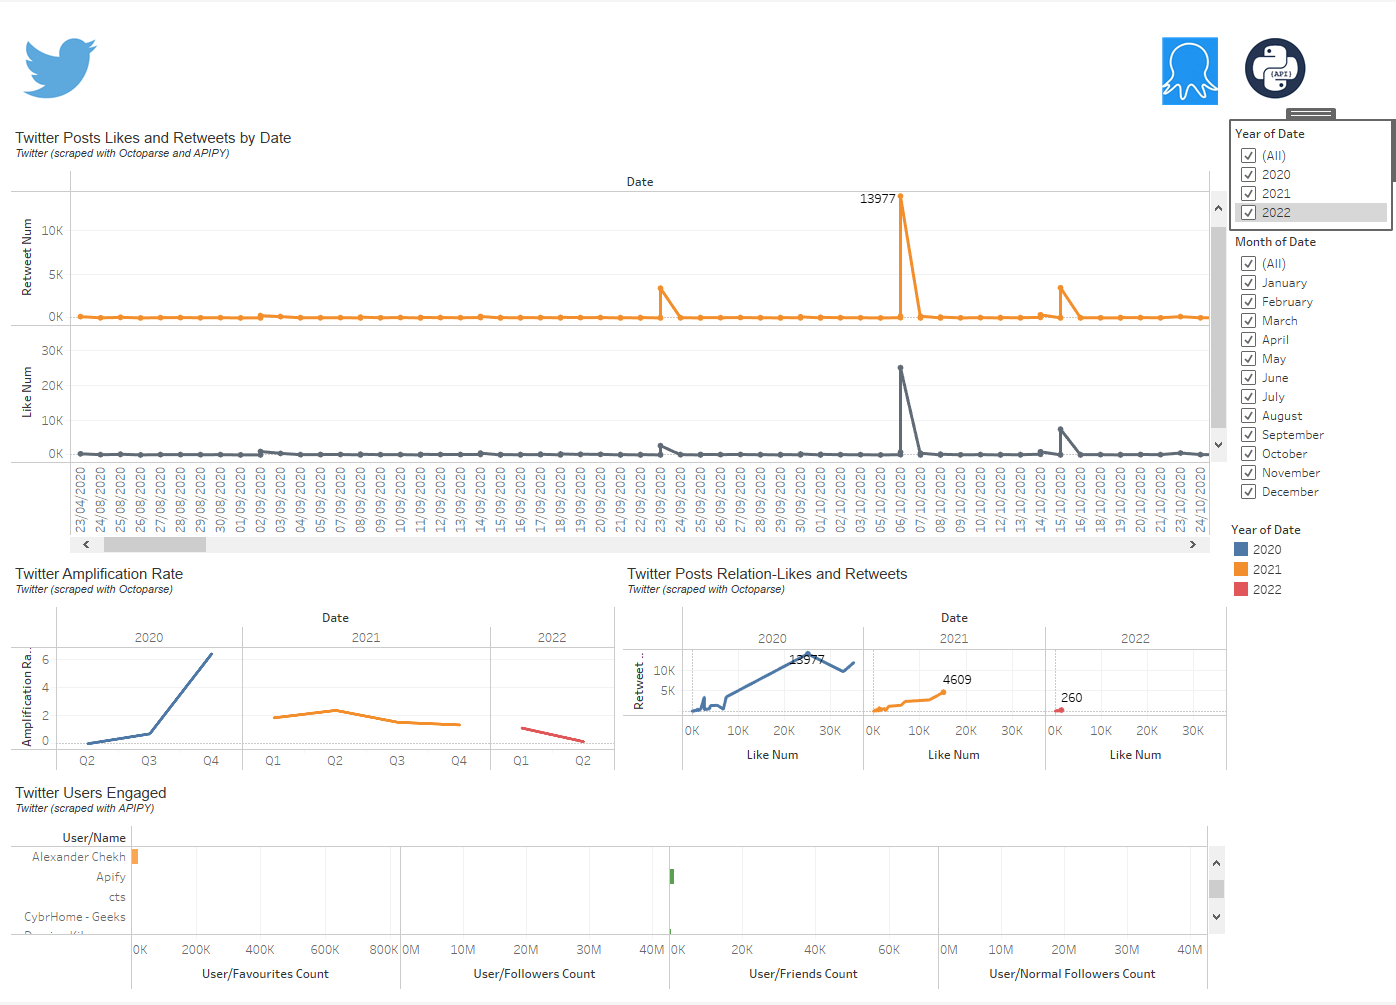 (API)
Twitter Posts Likes and Retweets by Date
Twitter (scraped with Octoparse and APIPY)
Date
Retweet Num
10K
5K
0K
13977
Like Num
30K
20K
10K
0K
23/04/2020
24/08/2020
25/08/2020
26/08/2020
27/08/2020
28/08/2020
29/08/2020
31/08/2020
01/09/2020
02/09/2020
03/09/2020
04/09/2020
05/09/2020
07/09/2020
08/09/2020
09/09/2020
10/09/2020
11/09/2020
12/09/2020
13/09/2020
14/09/2020
15/09/2020
16/09/2020
17/09/2020
18/09/2020
19/09/2020
20/09/2020
21/09/2020
22/09/2020
23/09/2020
24/09/2020
25/09/2020
26/09/2020
27/09/2020
28/09/2020
29/09/2020
30/09/2020
01/10/2020
02/10/2020
03/10/2020
05/10/2020
06/10/2020
07/10/2020
08/10/2020
09/10/2020
10/10/2020
12/10/2020
13/10/2020
14/10/2020
15/10/2020
16/10/2020
17/10/2020
19/10/2020
20/10/2020
21/10/2020
23/10/2020
24/10/2020
Year of Date
(All)
2020
2021
2022
Month of Date
(All)
January
February
March
April
May
June
July
August
September
October
November
December
Year of Date
2020
2021
2022
Twitter Amplification Rate
Twitter (scraped with Octoparse)
Date
2020 2021 2022
Amplification Ra..
6
4
2
0
Q2 Q3 Q4 Q1 Q2 Q3 Q4 Q1 Q2
Twitter Posts Relation-Likes and Retweets
Twitter (scraped with Octoparse)
Date
2020 2021 2022
Retweet ..
10K
5K
13977
4609
260
0K 10K 20K 30K 0K 10K 20K 30K 0K 10K 20K 30K
Like Num Like Num Like Num
Twitter Users Engaged
Twitter (scraped with APIPY)
User/Name
Alexander Chekh
Apify
cts
CybrHome - Geeks
0K 200K 400K 600K 800K 0M 10M 20M 30M 40M 0K 20K 40K 60K 0M 10M 20M 30M 40M
User/Favourites Count User/Followers Count User/Friends Count User/Normal Followers Count